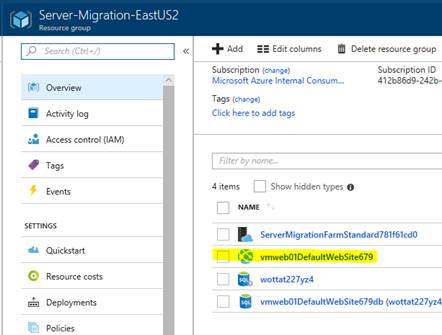 Server-Migration-EastUS2
Resource group
Search (Ctrl+/)
Overview
Activity log
Access control (IAM)
Tags
Events
SETTINGS
Quickstart
Resource costs
Deployments
Policies
Add
Edit columns
Delete resource group
Subscription (change)
Microsoft Azure Internal Consum...
Subscription ID
412b86d9-242b-
Tags (change)
Click here to add tags
Filter by name...
4 items
Show hidden types
NAME
ServerMigrationFarmStandard781f61cd0
vmweb01DefaultWebSite679
wottat227yz4
vmweb01DefaultWebSite679db (wottat227yz4